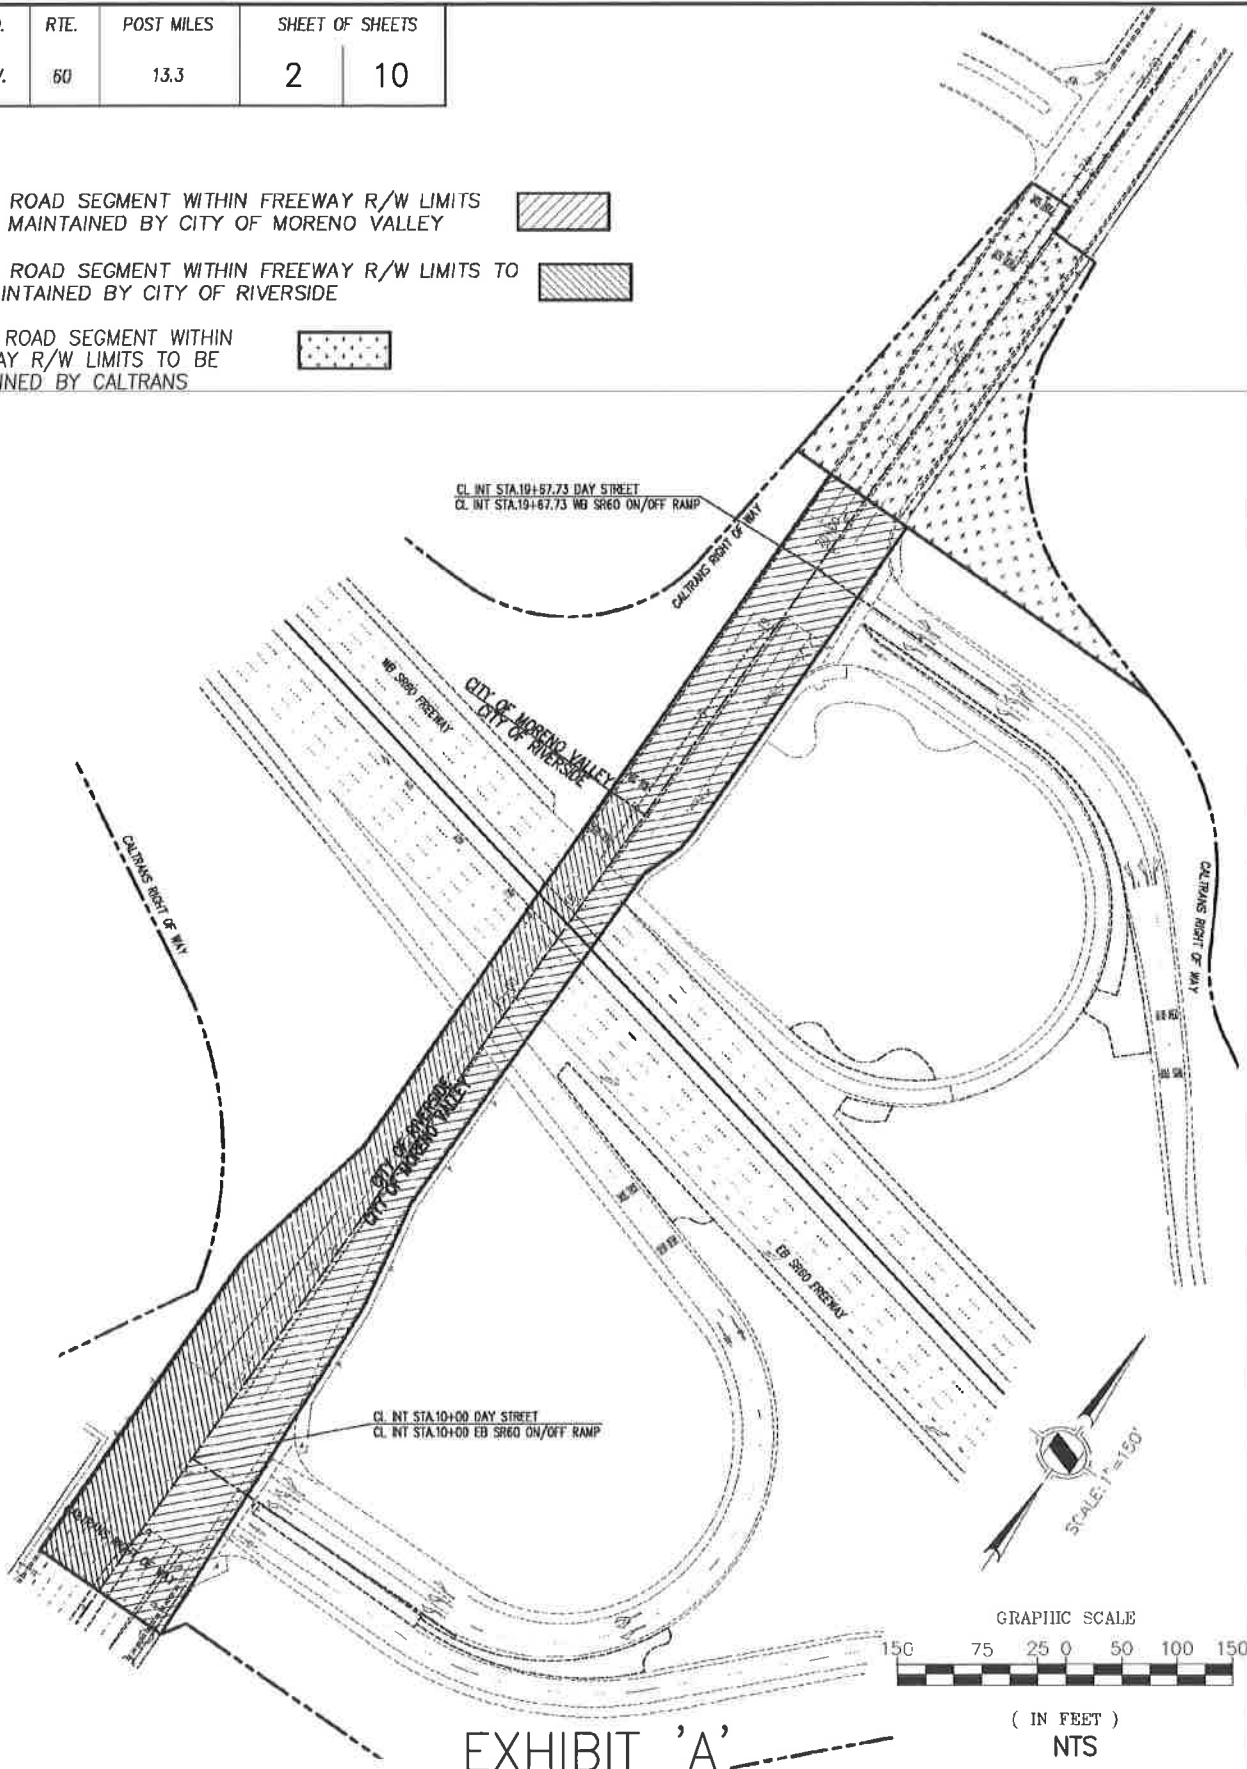 RTE. POST MILES SHEET OF SHEETS
60 13.3 2 10
ROAD SEGMENT WITHIN FREEWAY R/W LIMITS
MAINTAINED BY CITY OF MORENO VALLEY
ROAD SEGMENT WITHIN FREEWAY R/W LIMITS TO
INTAINED BY CITY OF RIVERSIDE
ROAD SEGMENT WITHIN
AY R/W LIMITS TO BE
INED BY CALTRANS
CL INT STA.19+67.73 DAY STREET
CL INT STA.19+67.73 WB SR60 ON/OFF RAMP
CALTRANS RIGHT OF WAY
WB SR60 FREEWAY
CITY OF MORENO VALLEY
CITY OF RIVERSIDE
CALTRANS RIGHT OF WAY
CALTRANS RIGHT OF WAY
CITY OF RIVERSIDE
CITY OF MORENO VALLEY
EB SR60 FREEWAY
CL INT STA.10+00 DAY STREET
CL INT STA.10+00 EB SR60 ON/OFF RAMP
CALTRANS RIGHT OF WAY
SCALE: 1"=150'
GRAPHIC SCALE
150 75 25 0 50 100 150
( IN FEET )
NTS
EXHIBIT 'A'